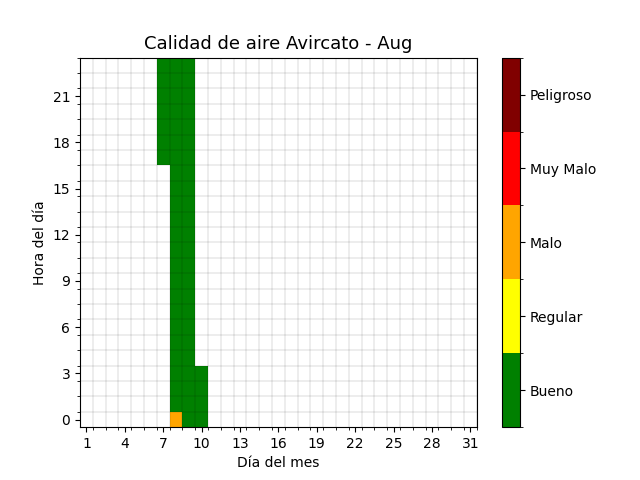 Calidad de aire Avircato - Aug
Hora del día
21
18
15
12
9
6
3
0
1 4 7 10 13 16 19 22 25 28 31
Día del mes
Peligroso
Muy Malo
Malo
Regular
Bueno